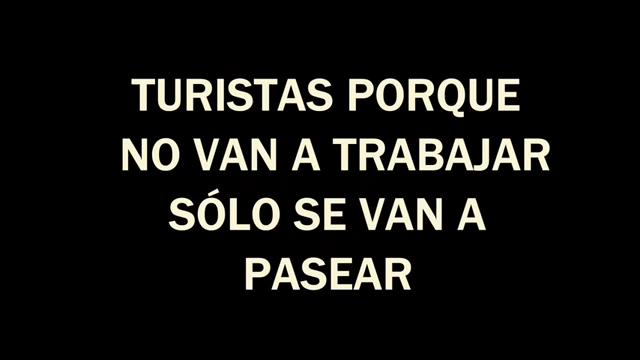 TURISTAS PORQUE
NO VAN A TRABAJAR
SÓLO SE VAN A
PASEAR